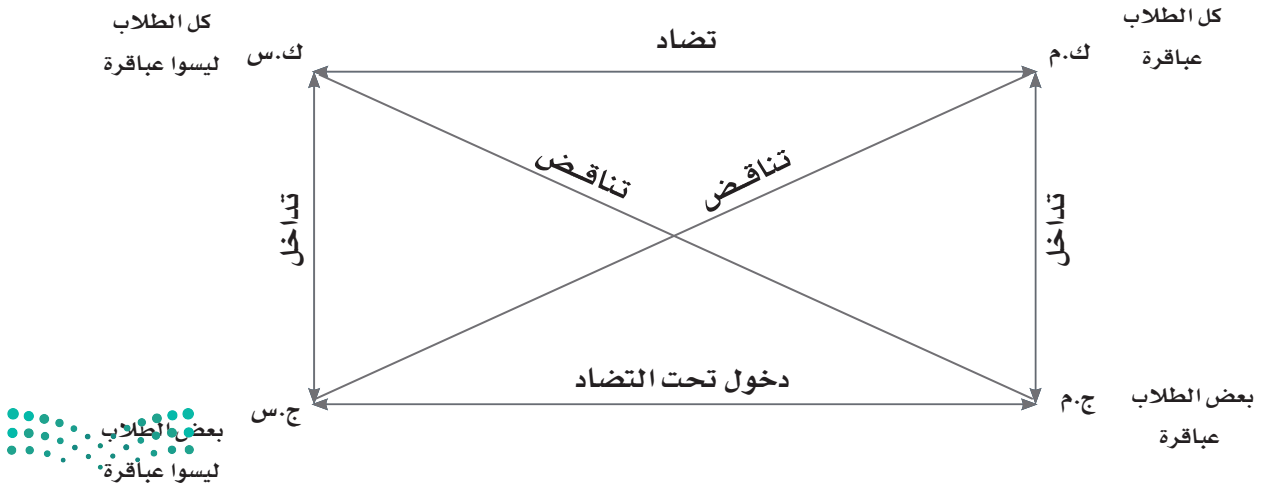 كل الطلاب
عباقرة
ك.م
تضاد
ك.س
كل الطلاب
ليسوا عباقرة
تناقض
تناقض
تداخل
تداخل
دخول تحت التضاد
ج.م
بعض الطلاب
عباقرة
ج.س
بعض الطلاب
ليسوا عباقرة